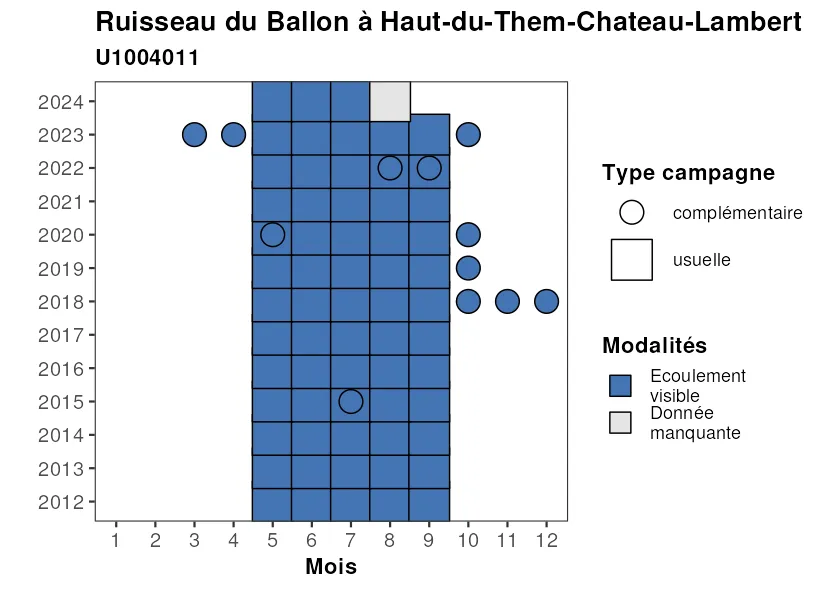 Ruisseau du Ballon à Haut-du-Them-Chateau-Lambert
U1004011
2024
2023
2022
2021
2020
2019
2018
2017
2016
2015
2014
2013
2012
1 2 3 4 5 6 7 8 9 10 11 12
Mois
Type campagne
complémentaire
usuelle
Modalités
Ecoulement
visible
Donnée
manquante